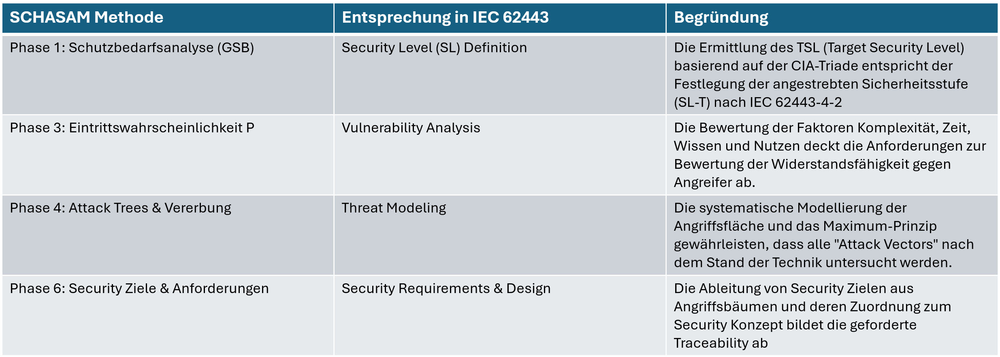 SCHASAM Methode
Entsprechung in IEC 62443
Begründung
Phase 1: Schutzbedarfsanalyse (GSB)
Security Level (SL) Definition
Die Ermittlung des TSL (Target Security Level)
basierend auf der CIA-Triade entspricht der
Festlegung der angestrebten Sicherheitsstufe
(SL-T) nach IEC 62443-4-2
Phase 3: Eintrittswahrscheinlichkeit P
Vulnerability Analysis
Die Bewertung der Faktoren Komplexität, Zeit,
Wissen und Nutzen deckt die Anforderungen zur
Bewertung der Widerstandsfähigkeit gegen
Angreifer ab.
Phase 4: Attack Trees & Vererbung
Threat Modeling
Die systematische Modellierung der
Angriffsfläche und das Maximum-Prinzip
gewährleisten, dass alle "Attack Vectors" nach
dem Stand der Technik untersucht werden.
Phase 6: Security Ziele & Anforderungen
Security Requirements & Design
Die Ableitung von Security Zielen aus
Angriffsbäumen und deren Zuordnung zum
Security Konzept bildet die geforderte
Traceability ab